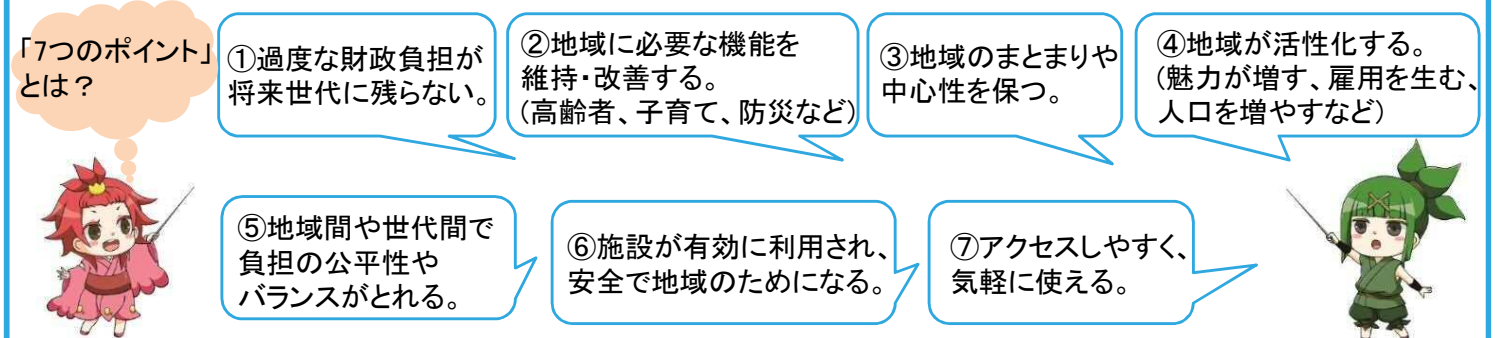 「7つのポイント」
とは？
①過度な財政負担が
将来世代に残らない。
②地域に必要な機能を
維持・改善する。
(高齢者、子育て、防災など)
③地域のまとまりや
中心性を保つ。
④地域が活性化する。
(魅力が増す、雇用を生む、
人口を増やすなど)
⑤地域間や世代間で
負担の公平性や
バランスがとれる。
⑥施設が有効に利用され、
安全で地域のためになる。
⑦アクセスしやすく、
気軽に使える。